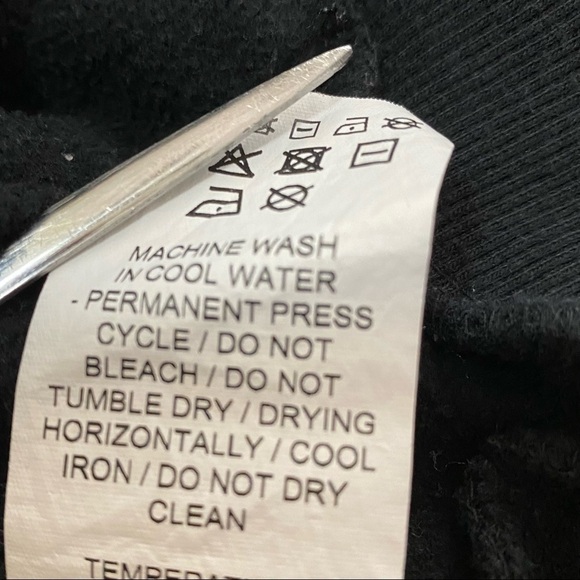 MACHINE WASH
IN COOL WATER
- PERMANENT PRESS
CYCLE / DO NOT
BLEACH / DO NOT
TUMBLE DRY / DRYING
HORIZONTALLY / COOL
IRON / DO NOT DRY
CLEAN